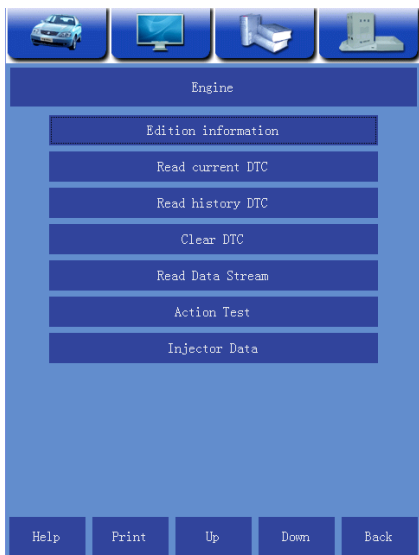 Engine
Edition information
Read current DTC
Read history DTC
Clear DTC
Read Data Stream
Action Test
Injector Data
Help Print Up Down Back